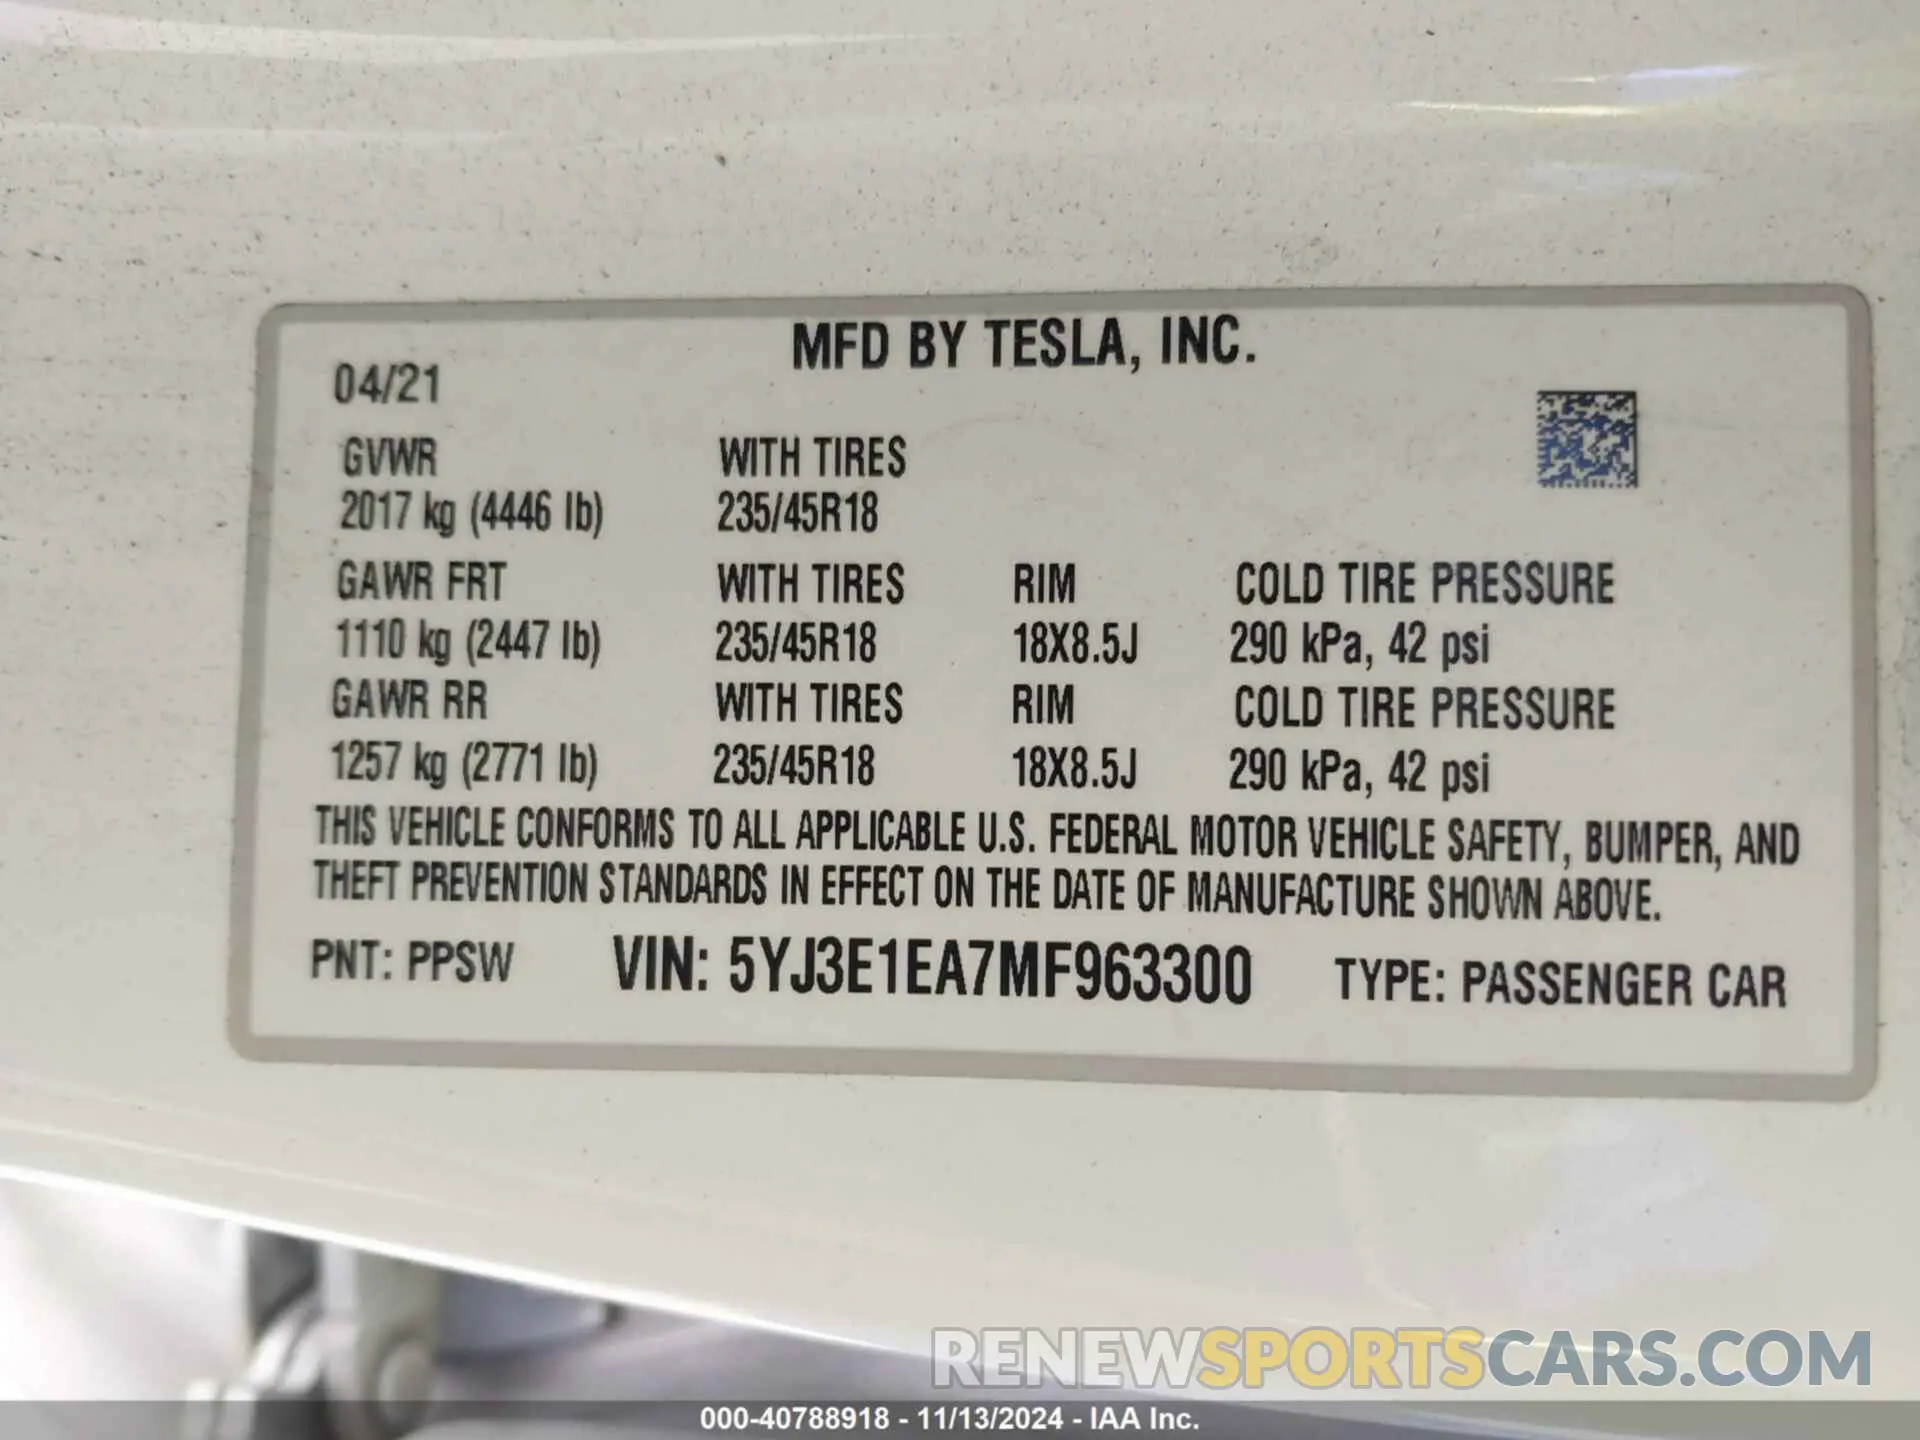 MFD BY TESLA, INC.
04/21
GVWR WITH TIRES
2017 kg (4446 lb) 235/45R18
GAWR FRT WITH TIRES RIM COLD TIRE PRESSURE
1110 kg (2447 lb) 235/45R18 18X8.5J 290 kPa, 42 psi
GAWR RR WITH TIRES RIM COLD TIRE PRESSURE
1257 kg (2771 lb) 235/45R18 18X8.5J 290 kPa, 42 psi
THIS VEHICLE CONFORMS TO ALL APPLICABLE U.S. FEDERAL MOTOR VEHICLE SAFETY, BUMPER, AND
THEFT PREVENTION STANDARDS IN EFFECT ON THE DATE OF MANUFACTURE SHOWN ABOVE.
PNT: PPSW VIN: 5YJ3E1EA7MF963300 TYPE: PASSENGER CAR
RENEWSPORTSCARS.COM
000-40788918 - 11/13/2024 - IAA Inc.